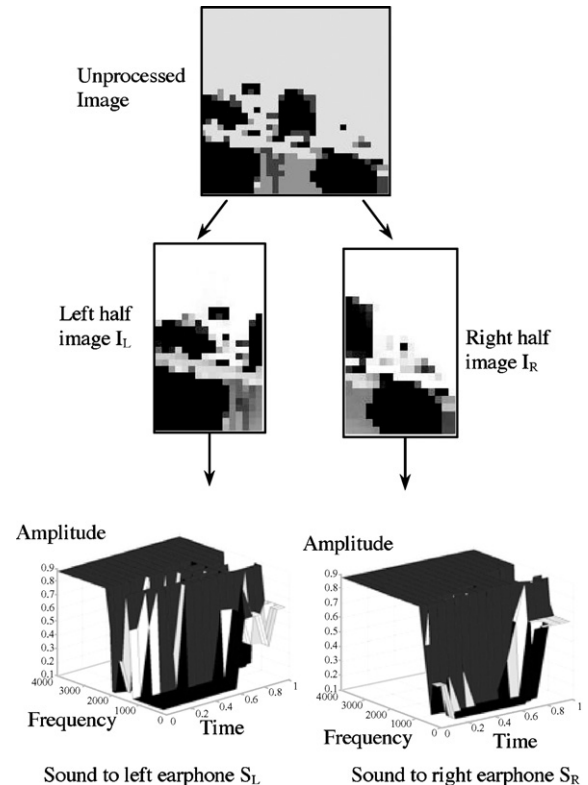 Unprocessed
Image
Left half
image I_L
Right half
image I_R
Amplitude
0.9
0.8
0.7
0.6
0.5
0.4
0.3
0.2
0.1
4000
3000
2000
1000
0
0
0.2
0.4
0.6
0.8
1
Frequency
Time
Amplitude
0.9
0.8
0.7
0.6
0.5
0.4
0.3
0.2
0.1
4000
3000
2000
1000
0
0
0.2
0.4
0.6
0.8
1
Frequency
Time
Sound to left earphone S_L
Sound to right earphone S_R